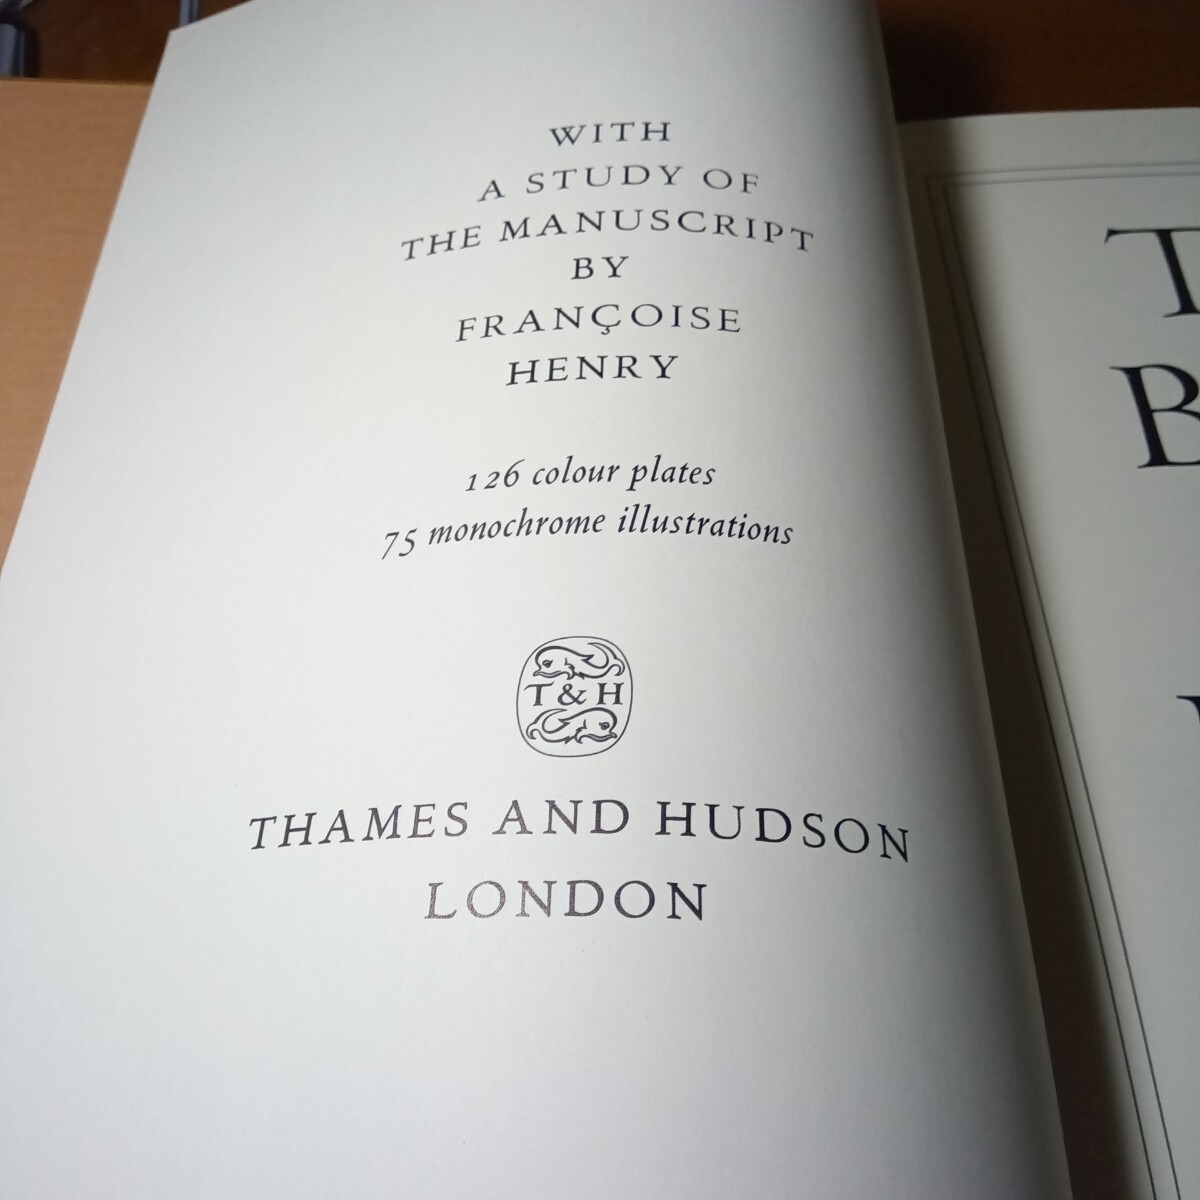 WITH
A STUDY OF
THE MANUSCRIPT
BY
FRANÇOISE
HENRY
126 colour plates
75 monochrome illustrations
T & H
THAMES AND HUDSON
LONDON
T
B